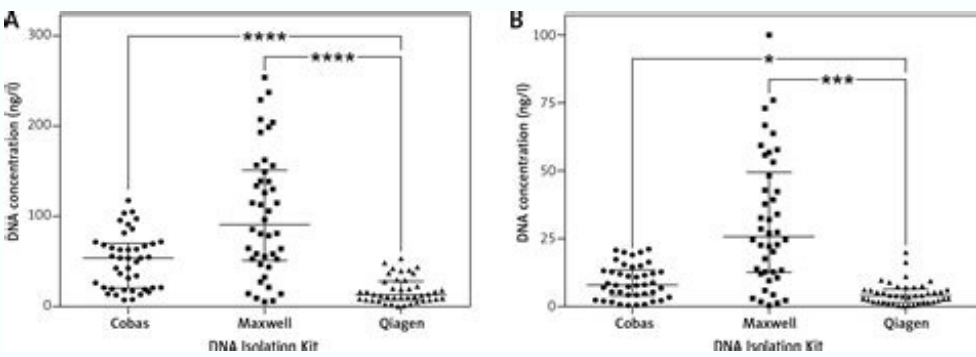 A
DNA concentration (ng/l)
300
200
100
0
****
****
Cobas
Maxwell
Qiagen
DNA Isolation Kit
B
DNA concentration (ng/l)
100
75
50
25
0
*
***
Cobas
Maxwell
Qiagen
DNA Isolation Kit